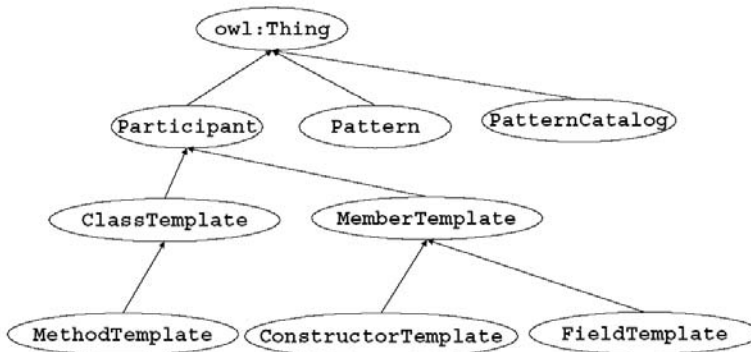 owl:Thing
Participant
Pattern
PatternCatalog
ClassTemplate
MemberTemplate
MethodTemplate
ConstructorTemplate
FieldTemplate